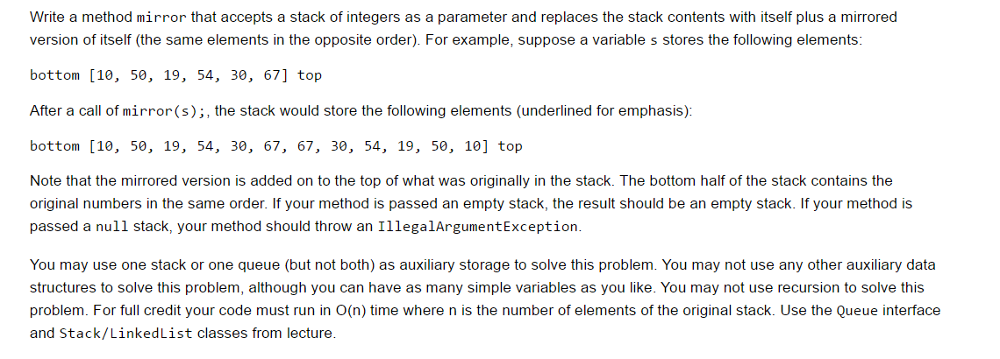 Write a method mirror that accepts a stack of integers as a parameter and replaces the stack contents with itself plus a mirrored
version of itself (the same elements in the opposite order). For example, suppose a variable s stores the following elements:
bottom [10, 50, 19, 54, 30, 67] top
After a call of mirror(s);, the stack would store the following elements (underlined for emphasis):
bottom [10, 50, 19, 54, 30, 67, 67, 30, 54, 19, 50, 10] top
Note that the mirrored version is added on to the top of what was originally in the stack. The bottom half of the stack contains the
original numbers in the same order. If your method is passed an empty stack, the result should be an empty stack. If your method is
passed a null stack, your method should throw an IllegalArgumentException.
You may use one stack or one queue (but not both) as auxiliary storage to solve this problem. You may not use any other auxiliary data
structures to solve this problem, although you can have as many simple variables as you like. You may not use recursion to solve this
problem. For full credit your code must run in O(n) time where n is the number of elements of the original stack. Use the Queue interface
and Stack/LinkedList classes from lecture.